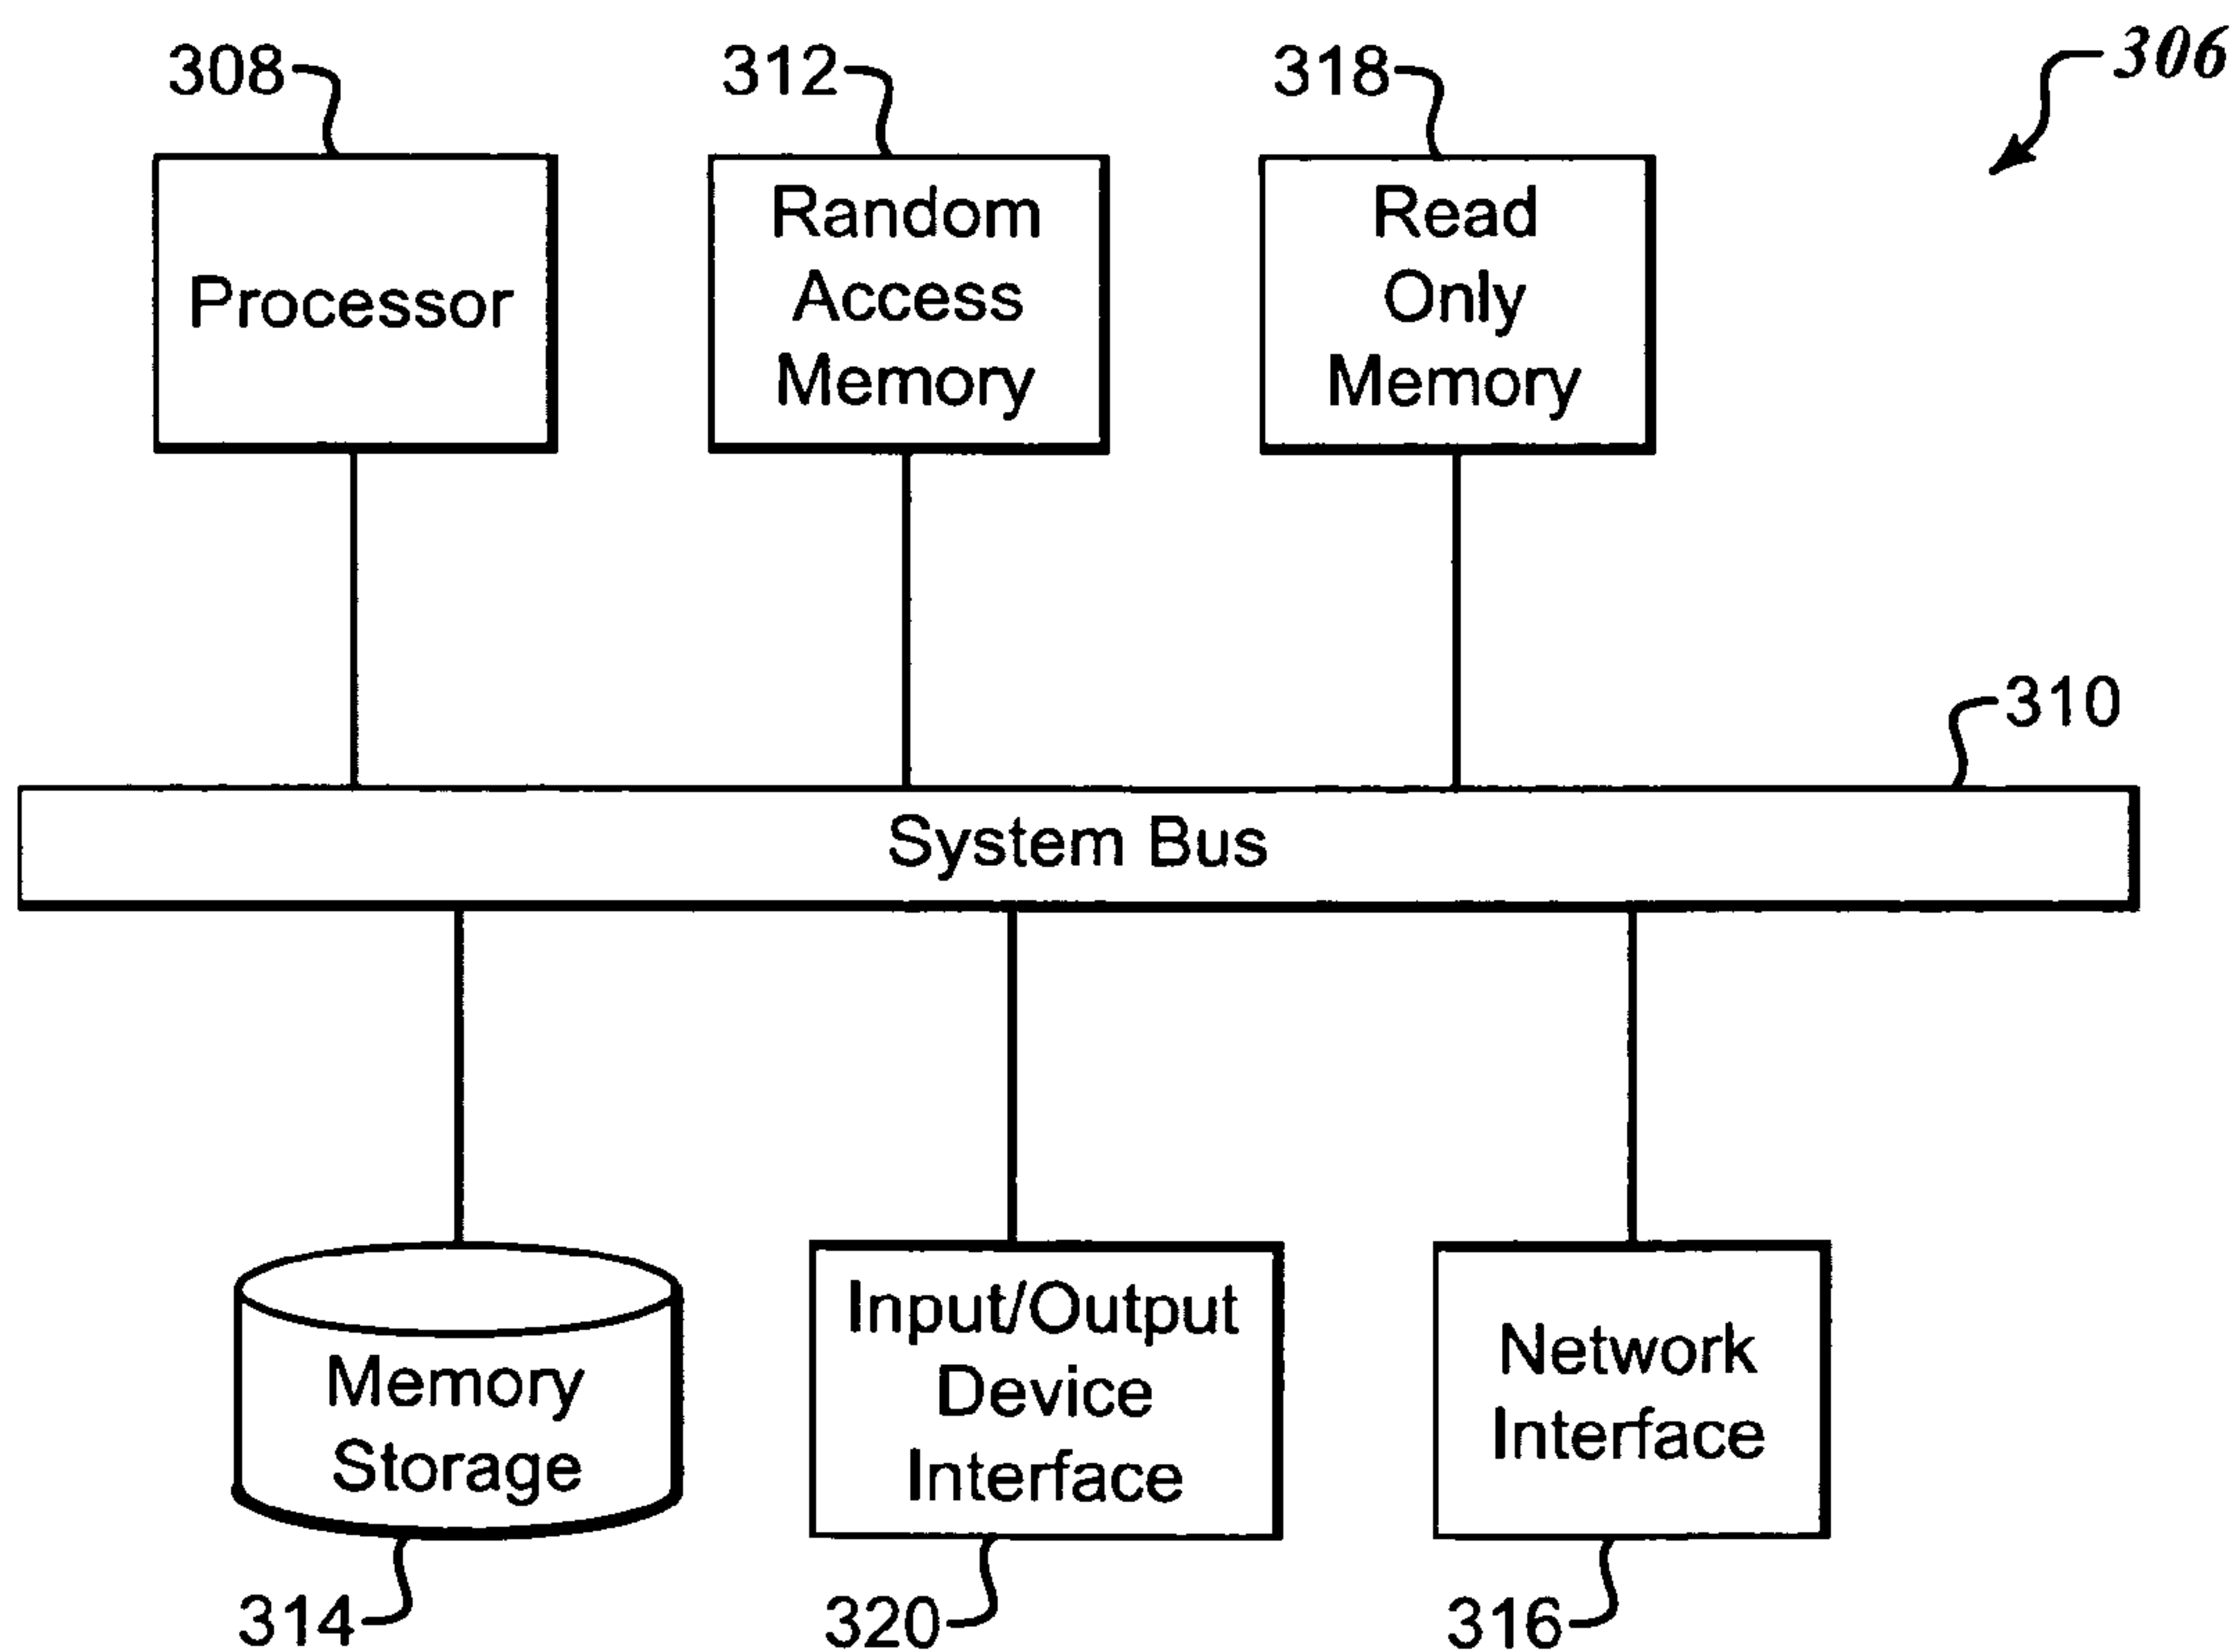 308
312
318
306
Processor
Random
Access
Memory
Read
Only
Memory
310
System Bus
Memory
Storage
Input/Output
Device
Interface
Network
Interface
314
320
316